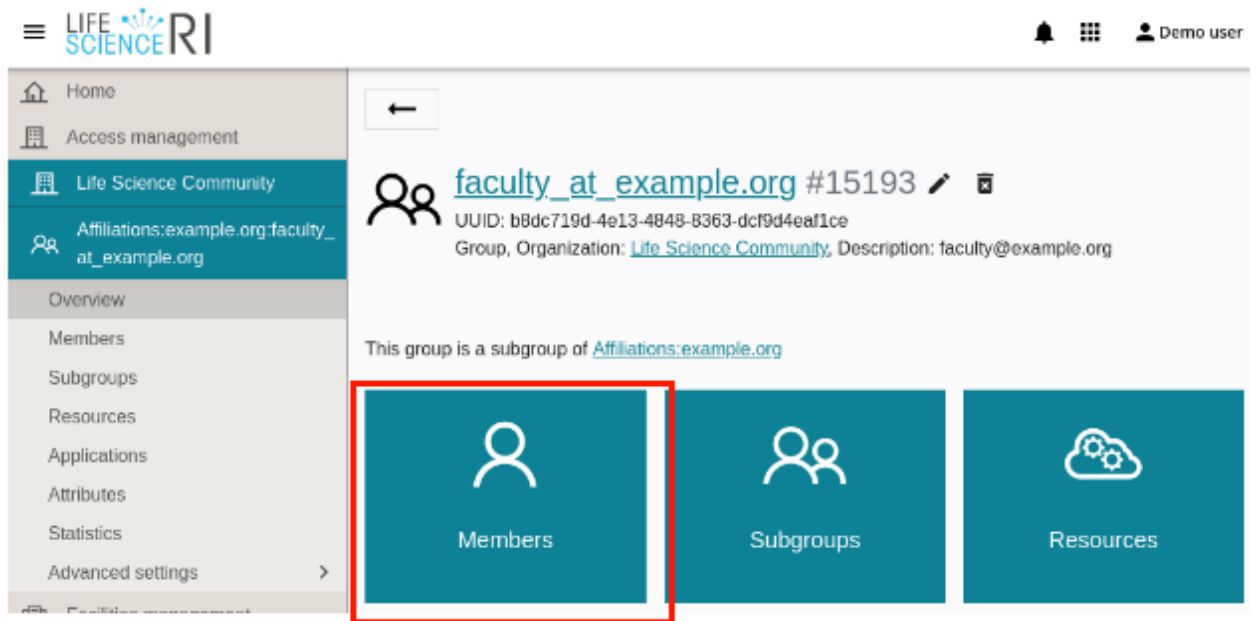 LIFE SCIENCE RI
Demo user
Home
Access management
Life Science Community
Affiliations:example.org:faculty_
at_example.org
Overview
Members
Subgroups
Resources
Applications
Attributes
Statistics
Advanced settings
faculty_at_example.org #15193
UUID: b8dc719d-4e13-4848-8363-dcf9d4eaf1ce
Group, Organization: Life Science Community, Description: faculty@example.org
This group is a subgroup of Affiliations:example.org
Members
Subgroups
Resources